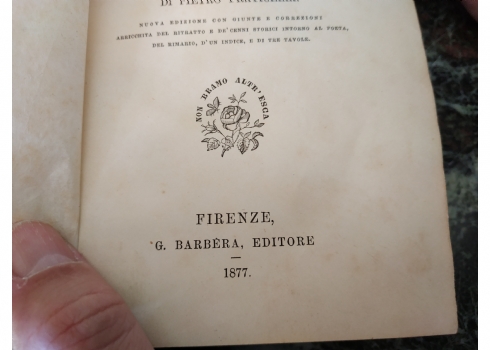 DI PIETRO FRATICELLI
NUOVA EDIZIONE CON GIUNTE E CORREZIONI
ARRICCHITA DEL RITRATTO E DE' CENNI STORICI INTORNO AL POETA,
DEL RIMARIO, D'UN INDICE, E DI TRE TAVOLE.
NON BRAMO ALTR'ESCA
FIRENZE,
G. BARBÈRA, EDITORE
1877.